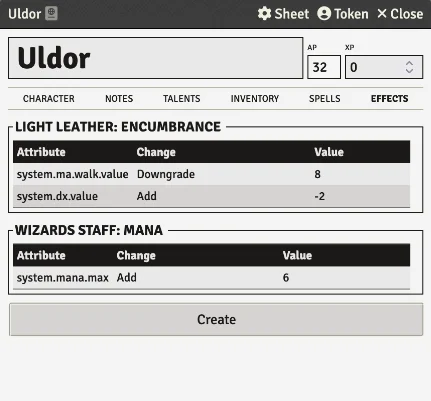 Uldor Sheet Token Close
AP XP
Uldor 32 0
CHARACTER NOTES TALENTS INVENTORY SPELLS EFFECTS
LIGHT LEATHER: ENCUMBRANCE
Attribute Change Value
system.ma.walk.value Downgrade 8
system.dx.value Add -2
WIZARDS STAFF: MANA
Attribute Change Value
system.mana.max Add 6
Create